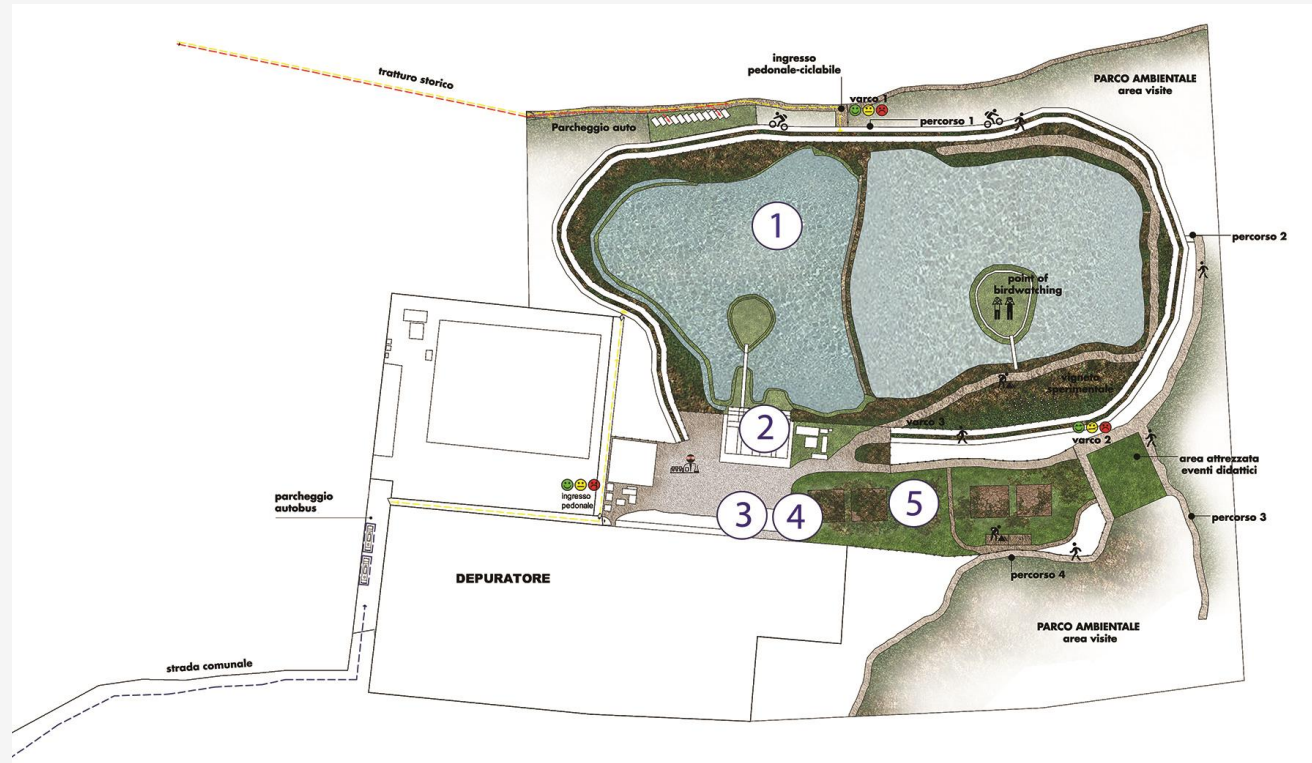 tratturo storico
ingresso
pedonale-ciclabile
varco 1
PARCO AMBIENTALE
area visite
Parcheggio auto
percorso 1
1
percorso 2
point of
birdwatching
vigneto
sperimentale
2
varco 3
varco 2
area attrezzata
eventi didattici
ingresso
pedonale
parcheggio
autobus
3
4
5
percorso 3
DEPURATORE
percorso 4
PARCO AMBIENTALE
area visite
strada comunale